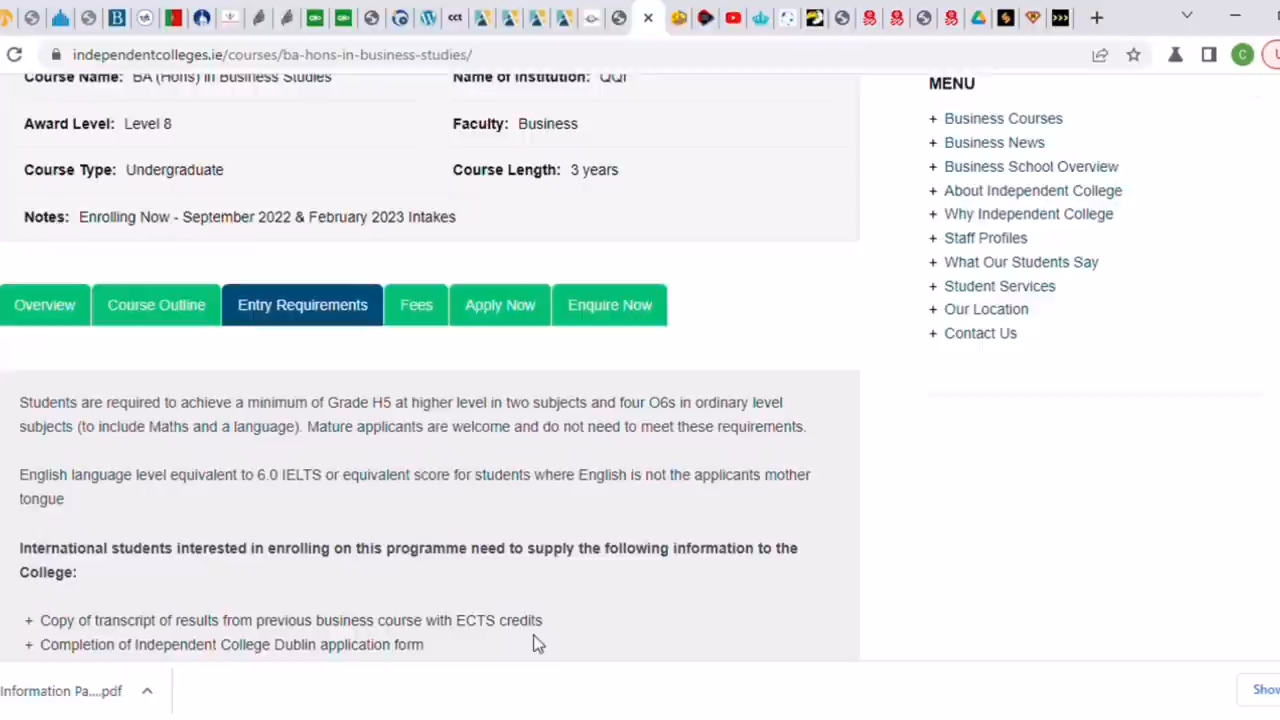 cct
independentcolleges.ie/courses/ba-hons-in-business-studies/
C
Course Name: BA (Hons) in Business Studies
Name of Institution: QQI
Award Level: Level 8
Faculty: Business
Course Type: Undergraduate
Course Length: 3 years
Notes: Enrolling Now - September 2022 & February 2023 Intakes
MENU
+ Business Courses
+ Business News
+ Business School Overview
+ About Independent College
+ Why Independent College
+ Staff Profiles
+ What Our Students Say
+ Student Services
+ Our Location
+ Contact Us
Overview
Course Outline
Entry Requirements
Fees
Apply Now
Enquire Now
Students are required to achieve a minimum of Grade H5 at higher level in two subjects and four O6s in ordinary level
subjects (to include Maths and a language). Mature applicants are welcome and do not need to meet these requirements.
English language level equivalent to 6.0 IELTS or equivalent score for students where English is not the applicants mother
tongue
International students interested in enrolling on this programme need to supply the following information to the
College:
+ Copy of transcript of results from previous business course with ECTS credits
+ Completion of Independent College Dublin application form
Information Pa....pdf
Show